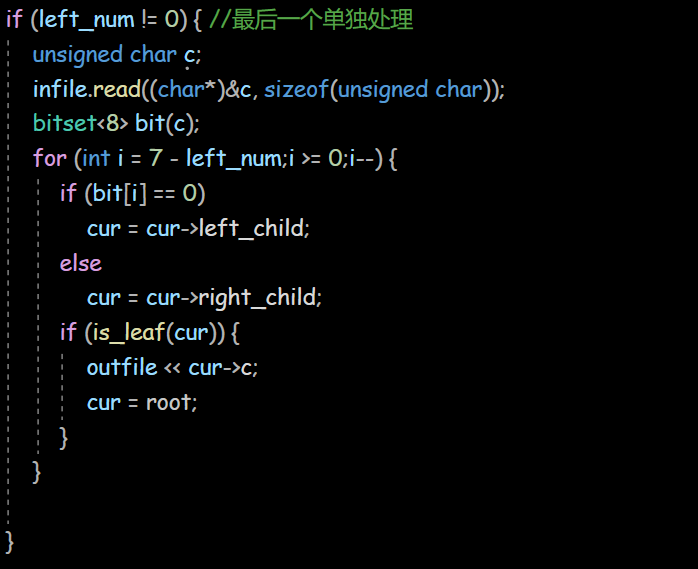 if (left_num != 0) { //最后一个单独处理
unsigned char c;
infile.read((char*)&c, sizeof(unsigned char));
bitset<8> bit(c);
for (int i = 7 - left_num;i >= 0;i--) {
if (bit[i] == 0)
cur = cur->left_child;
else
cur = cur->right_child;
if (is_leaf(cur)) {
outfile << cur->c;
cur = root;
}
}
}